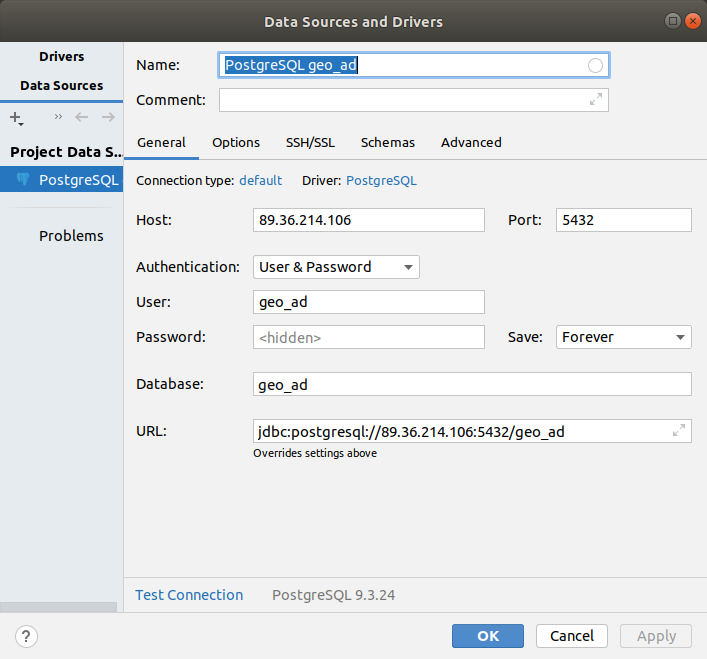 Data Sources and Drivers
Drivers
Data Sources
Project Data S...
PostgreSQL
Problems
Name: PostgreSQL geo_ad
Comment:
General Options SSH/SSL Schemas Advanced
Connection type: default Driver: PostgreSQL
Host: 89.36.214.106 Port: 5432
Authentication: User & Password
User: geo_ad
Password: <hidden> Save: Forever
Database: geo_ad
URL: jdbc:postgresql://89.36.214.106:5432/geo_ad
Overrides settings above
Test Connection PostgreSQL 9.3.24
? OK Cancel Apply